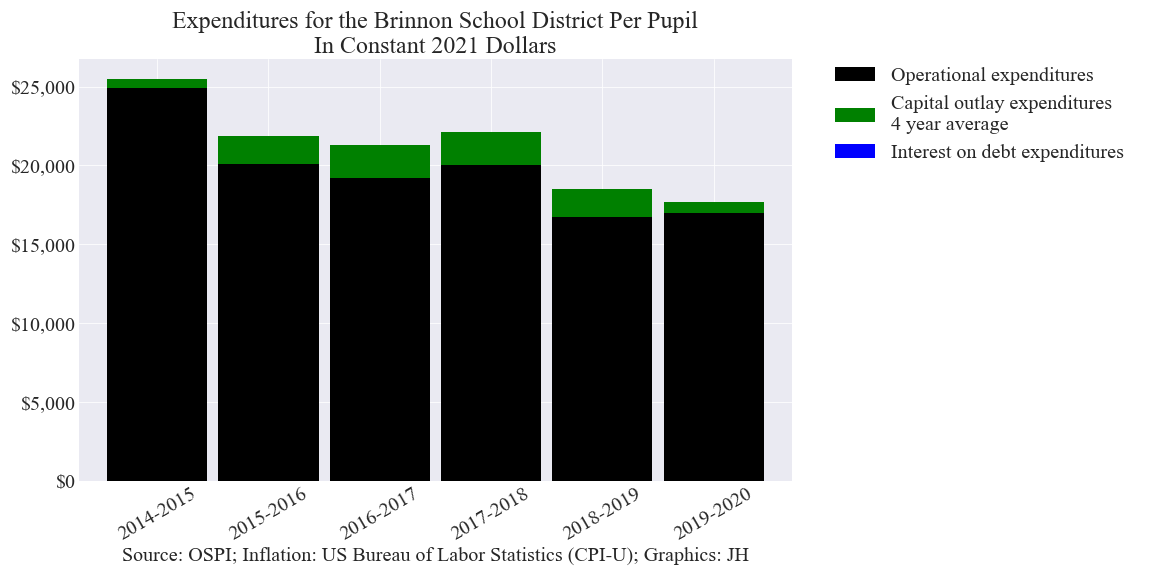 Expenditures for the Brinnon School District Per Pupil
In Constant 2021 Dollars
$25,000
$20,000
$15,000
$10,000
$5,000
$0
2014-2015
2015-2016
2016-2017
2017-2018
2018-2019
2019-2020
Source: OSPI; Inflation: US Bureau of Labor Statistics (CPI-U); Graphics: JH
Operational expenditures
Capital outlay expenditures
4 year average
Interest on debt expenditures